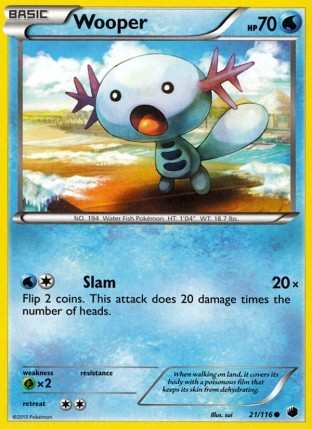 BASIC
Wooper HP70
NO. 194 Water Fish Pokémon HT: 1'04" WT: 18.7 lbs.
Slam 20×
Flip 2 coins. This attack does 20 damage times the
number of heads.
weakness resistance
×2
retreat
When walking on land, it covers its
body with a poisonous film that
keeps its skin from dehydrating.
©2013 Pokémon Illus. sui 21/116